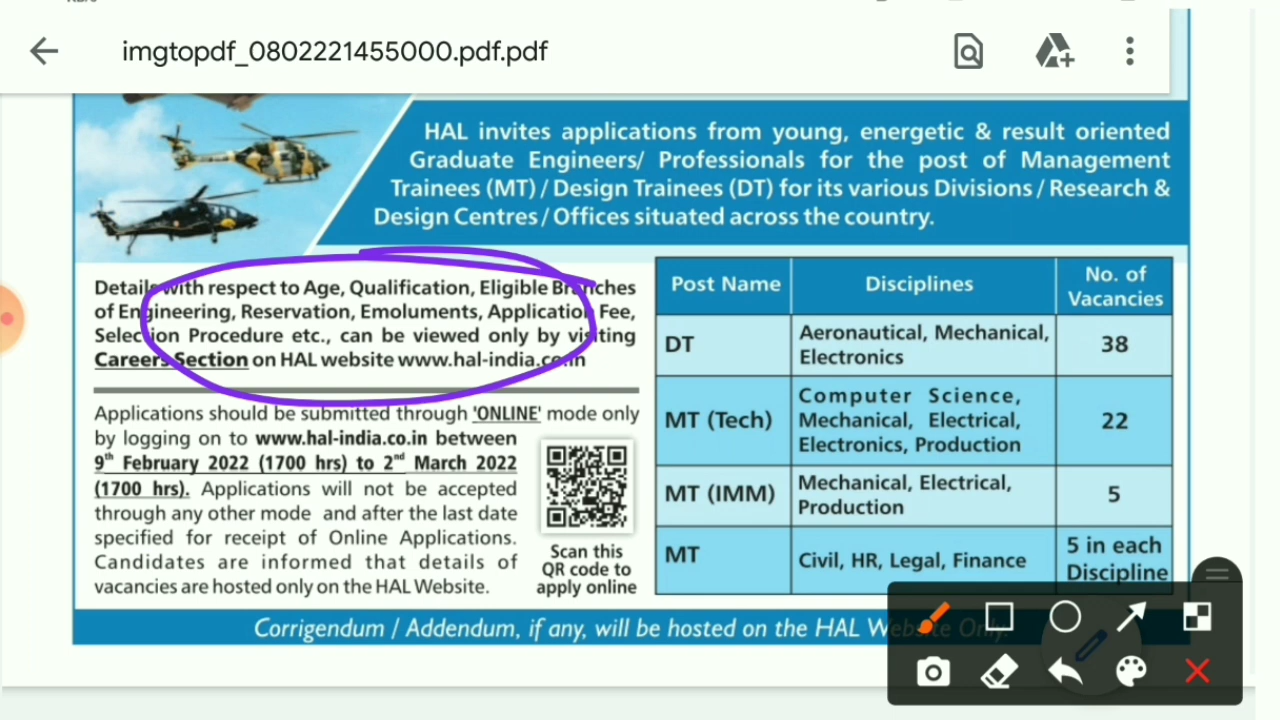 imgtopdf_0802221455000.pdf.pdf
HAL invites applications from young, energetic & result oriented
Graduate Engineers/ Professionals for the post of Management
Trainees (MT) / Design Trainees (DT) for its various Divisions / Research &
Design Centres / Offices situated across the country.
Details with respect to Age, Qualification, Eligible Branches
of Engineering, Reservation, Emoluments, Application Fee,
Selection Procedure etc., can be viewed only by visiting
Careers Section on HAL website www.hal-india.co.in
Applications should be submitted through 'ONLINE' mode only
by logging on to www.hal-india.co.in between
9th February 2022 (1700 hrs) to 2nd March 2022
(1700 hrs). Applications will not be accepted
through any other mode and after the last date
specified for receipt of Online Applications.
Candidates are informed that details of
vacancies are hosted only on the HAL Website.
Scan this
QR code to
apply online
Post Name Disciplines No. of
Vacancies
DT Aeronautical, Mechanical,
Electronics 38
MT (Tech) Computer Science,
Mechanical, Electrical,
Electronics, Production 22
MT (IMM) Mechanical, Electrical,
Production 5
MT Civil, HR, Legal, Finance 5 in each
Discipline
Corrigendum / Addendum, if any, will be hosted on the HAL Website Only.